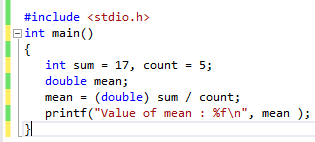 #include <stdio.h>
int main()
{
int sum = 17, count = 5;
double mean;
mean = (double) sum / count;
printf("Value of mean : %f\n", mean );
}